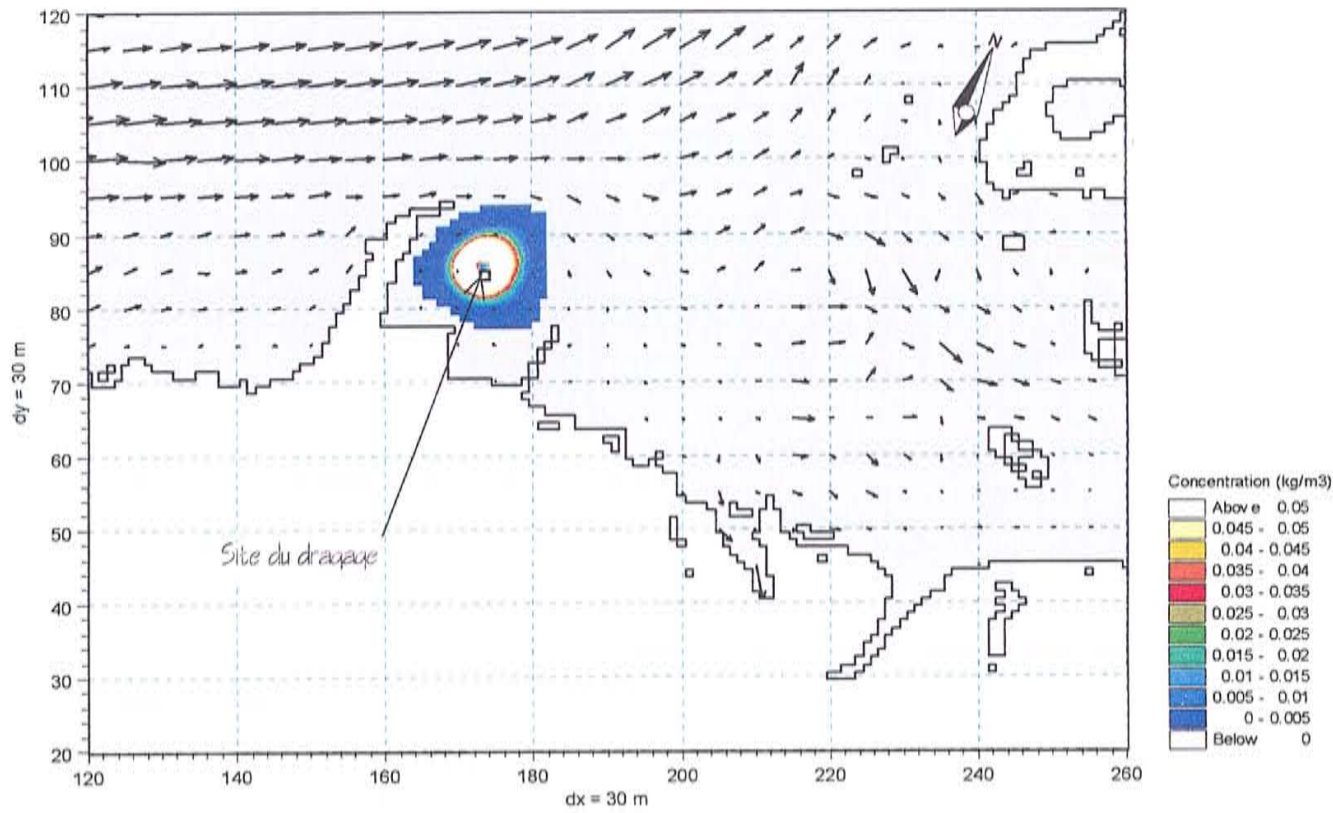 120
110
100
90
80
70
60
50
40
30
20
dy = 30 m
120 140 160 180 200 220 240 260
dx = 30 m
N
Site du dragage
Concentration (kg/m3)
Above 0.05
0.045 - 0.05
0.04 - 0.045
0.035 - 0.04
0.03 - 0.035
0.025 - 0.03
0.02 - 0.025
0.015 - 0.02
0.01 - 0.015
0.005 - 0.01
0 - 0.005
Below 0